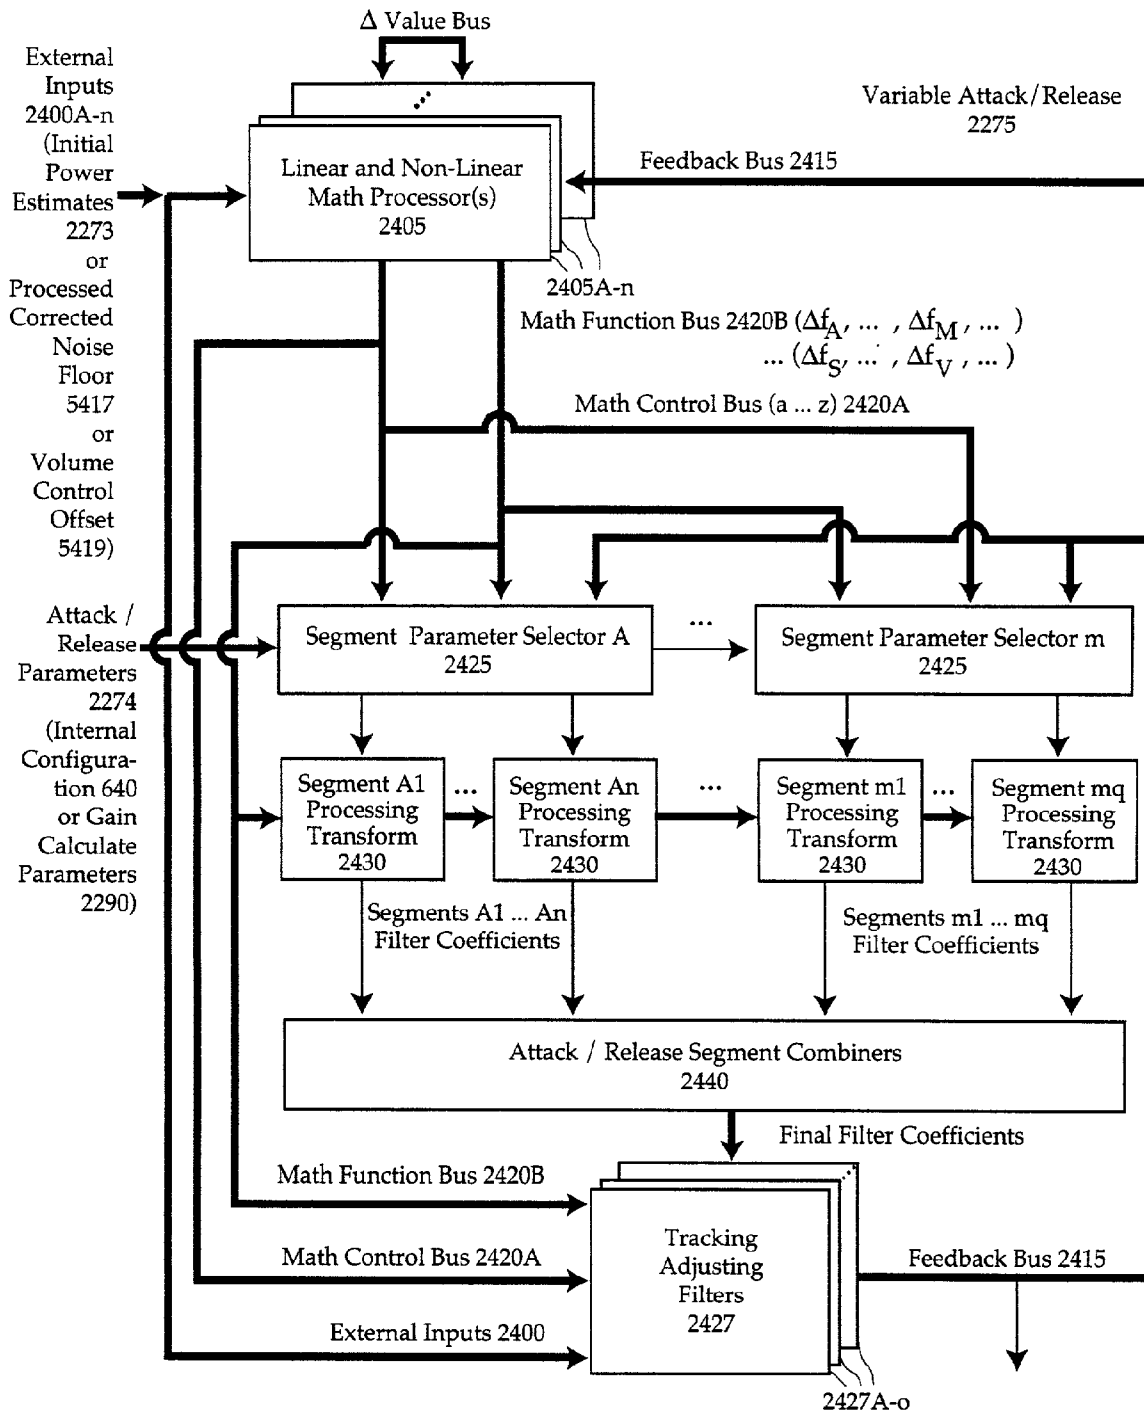 Δ Value Bus
External
Inputs
2400A-n
(Initial
Power
Estimates
2273
or
Processed
Corrected
Noise
Floor
5417
or
Volume
Control
Offset
5419)
Variable Attack/Release
2275
Feedback Bus 2415
Linear and Non-Linear
Math Processor(s)
2405
2405A-n
Math Function Bus 2420B (Δf_A, ... , Δf_M, ... )
... (Δf_S, ... , Δf_V, ... )
Math Control Bus (a ... z) 2420A
Attack /
Release
Parameters
2274
(Internal
Configura-
tion 640
or Gain
Calculate
Parameters
2290)
Segment Parameter Selector A
2425
...
Segment Parameter Selector m
2425
Segment A1
Processing
Transform
2430
...
Segment An
Processing
Transform
2430
...
Segment m1
Processing
Transform
2430
...
Segment mq
Processing
Transform
2430
Segments A1 ... An
Filter Coefficients
Segments m1 ... mq
Filter Coefficients
Attack / Release Segment Combiners
2440
Final Filter Coefficients
Math Function Bus 2420B
Math Control Bus 2420A
External Inputs 2400
Tracking
Adjusting
Filters
2427
Feedback Bus 2415
2427A-o